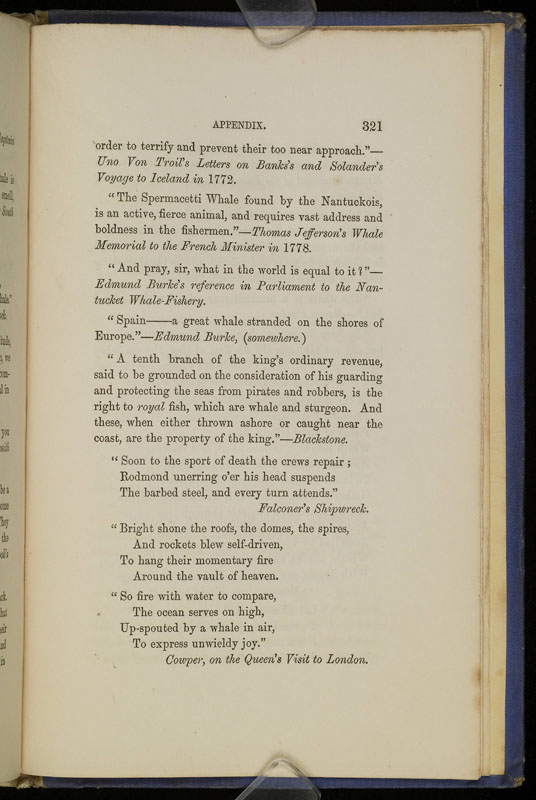 APPENDIX. 321
order to terrify and prevent their too near approach."—
Uno Von Troil's Letters on Banks's and Solander's
Voyage to Iceland in 1772.
"The Spermacetti Whale found by the Nantuckois,
is an active, fierce animal, and requires vast address and
boldness in the fishermen."—Thomas Jefferson's Whale
Memorial to the French Minister in 1778.
"And pray, sir, what in the world is equal to it?"—
Edmund Burke's reference in Parliament to the Nan-
tucket Whale-Fishery.
"Spain——a great whale stranded on the shores of
Europe."—Edmund Burke, (somewhere.)
"A tenth branch of the king's ordinary revenue,
said to be grounded on the consideration of his guarding
and protecting the seas from pirates and robbers, is the
right to royal fish, which are whale and sturgeon. And
these, when either thrown ashore or caught near the
coast, are the property of the king."—Blackstone.
"Soon to the sport of death the crews repair;
Rodmond unerring o'er his head suspends
The barbed steel, and every turn attends."
Falconer's Shipwreck.
"Bright shone the roofs, the domes, the spires,
And rockets blew self-driven,
To hang their momentary fire
Around the vault of heaven.
"So fire with water to compare,
The ocean serves on high,
Up-spouted by a whale in air,
To express unwieldy joy."
Cowper, on the Queen's Visit to London.